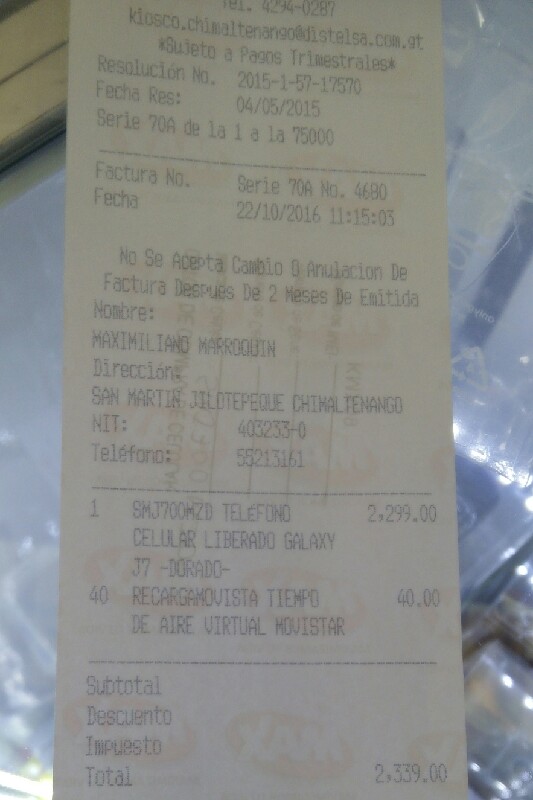 Tel. 4294-0287
kiosco.chimaltenango@distelsa.com.gt
*Sujeto a Pagos Trimestrales*
Resolución No. 2015-1-57-17570
Fecha Res: 04/05/2015
Serie 70A de la 1 a la 75000
Factura No. Serie 70A No. 4680
Fecha 22/10/2016 11:15:03
No Se Acepta Cambio O Anulacion De
Factura Despues De 2 Meses De Emitida
Nombre:
MAXIMILIANO MARROQUIN
Dirección:
SAN MARTIN JILOTEPEQUE CHIMALTENANGO
NIT: 403233-0
Teléfono: 55213161
1 SMJ700MZD TELEFONO 2,299.00
CELULAR LIBERADO GALAXY
J7 -DORADO-
40 RECARGAMOVISTA TIEMPO 40.00
DE AIRE VIRTUAL MOVISTAR
Subtotal
Descuento
Impuesto
Total 2,339.00